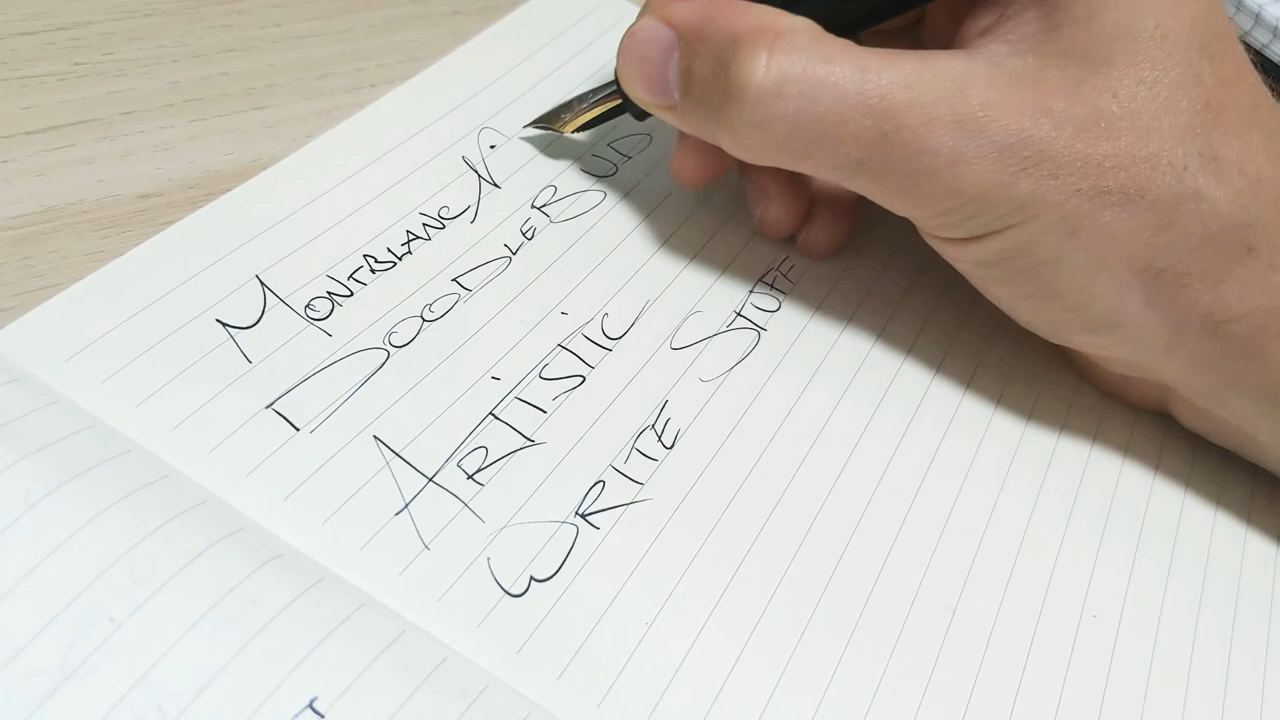 MONTBLANC N.
DOODLEBUD
ARTISTIC
WRITE STUFF
T